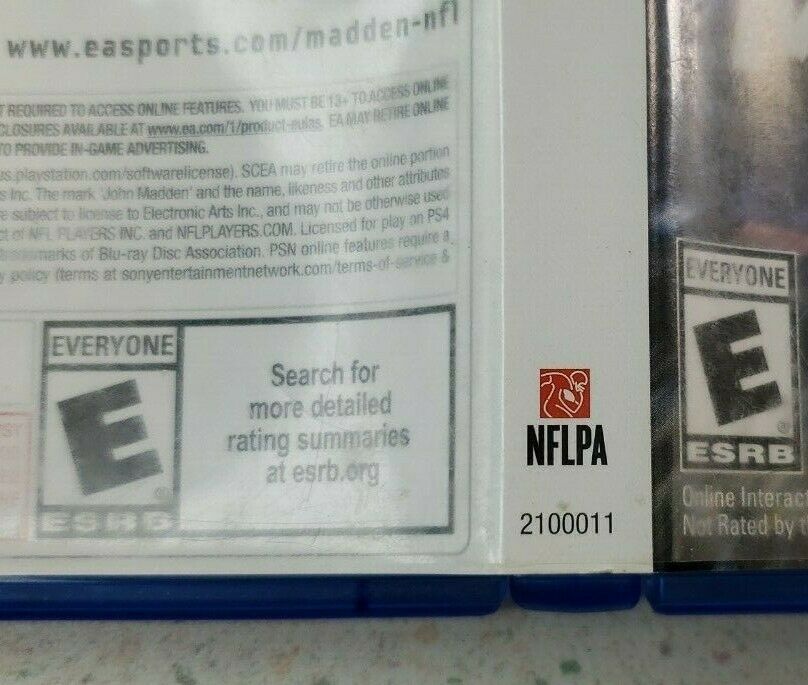 www.easports.com/madden-nfl
T REQUIRED TO ACCESS ONLINE FEATURES. YOU MUST BE 13+ TO ACCESS ONLINE
CLOSURES AVAILABLE AT www.ea.com/1/product-eulas. EA MAY RETIRE ONLINE
TO PROVIDE IN-GAME ADVERTISING.
us.playstation.com/softwarelicense). SCEA may retire the online portion
s Inc. The mark 'John Madden' and the name, likeness and other attributes
re subject to license to Electronic Arts Inc., and may not be otherwise used
ct of NFL PLAYERS INC. and NFLPLAYERS.COM. Licensed for play on PS4
trademarks of Blu-ray Disc Association. PSN online features require a
y policy (terms at sonyentertainmentnetwork.com/terms-of-service &
EVERYONE
E
ESRB
Search for
more detailed
rating summaries
at esrb.org
NFLPA
2100011
EVERYONE
E
ESRB
Online Interac
Not Rated by t